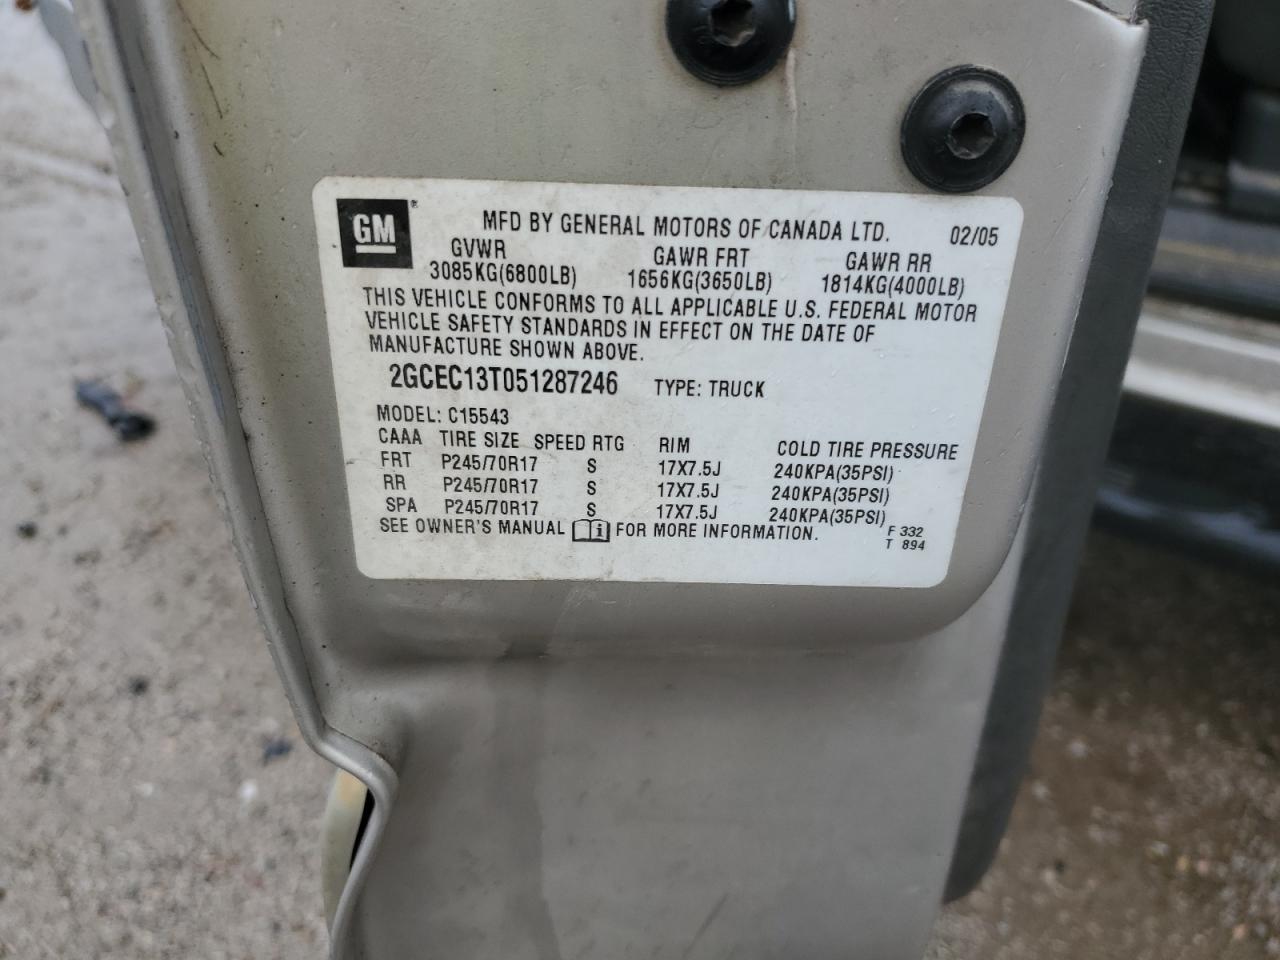 GM® MFD BY GENERAL MOTORS OF CANADA LTD. 02/05
GVWR GAWR FRT GAWR RR
3085KG(6800LB) 1656KG(3650LB) 1814KG(4000LB)
THIS VEHICLE CONFORMS TO ALL APPLICABLE U.S. FEDERAL MOTOR
VEHICLE SAFETY STANDARDS IN EFFECT ON THE DATE OF
MANUFACTURE SHOWN ABOVE.
2GCEC13T051287246 TYPE: TRUCK
MODEL: C15543
CAAA TIRE SIZE SPEED RTG RIM COLD TIRE PRESSURE
FRT P245/70R17 S 17X7.5J 240KPA(35PSI)
RR P245/70R17 S 17X7.5J 240KPA(35PSI)
SPA P245/70R17 S 17X7.5J 240KPA(35PSI)
SEE OWNER'S MANUAL i FOR MORE INFORMATION. F 332
T 894